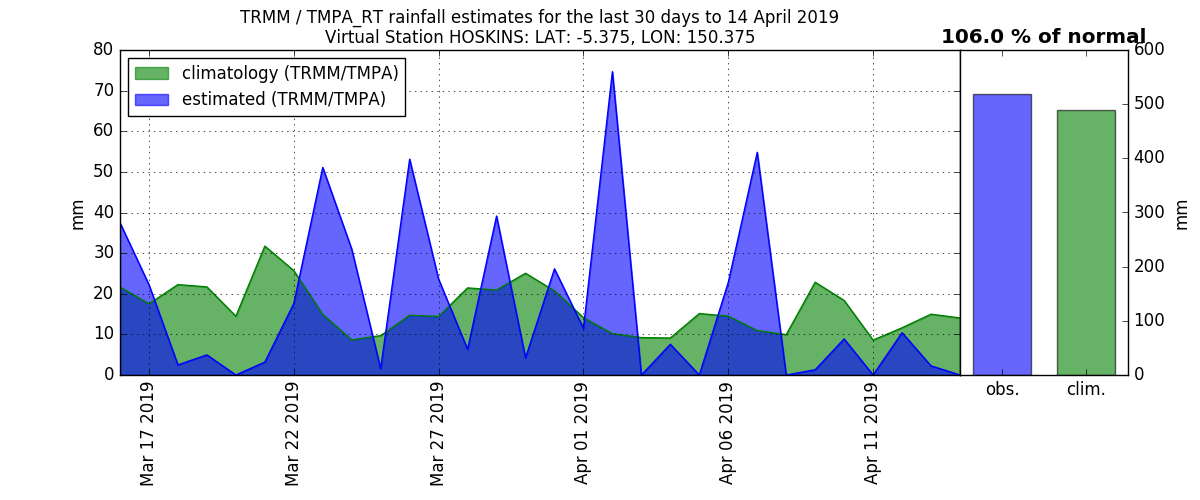 TRMM / TMPA_RT rainfall estimates for the last 30 days to 14 April 2019
Virtual Station HOSKINS: LAT: -5.375, LON: 150.375
106.0 % of normal
climatology (TRMM/TMPA)
estimated (TRMM/TMPA)
mm
80
70
60
50
40
30
20
10
0
Mar 17 2019
Mar 22 2019
Mar 27 2019
Apr 01 2019
Apr 06 2019
Apr 11 2019
obs.
clim.
600
500
400
300
200
100
0
mm